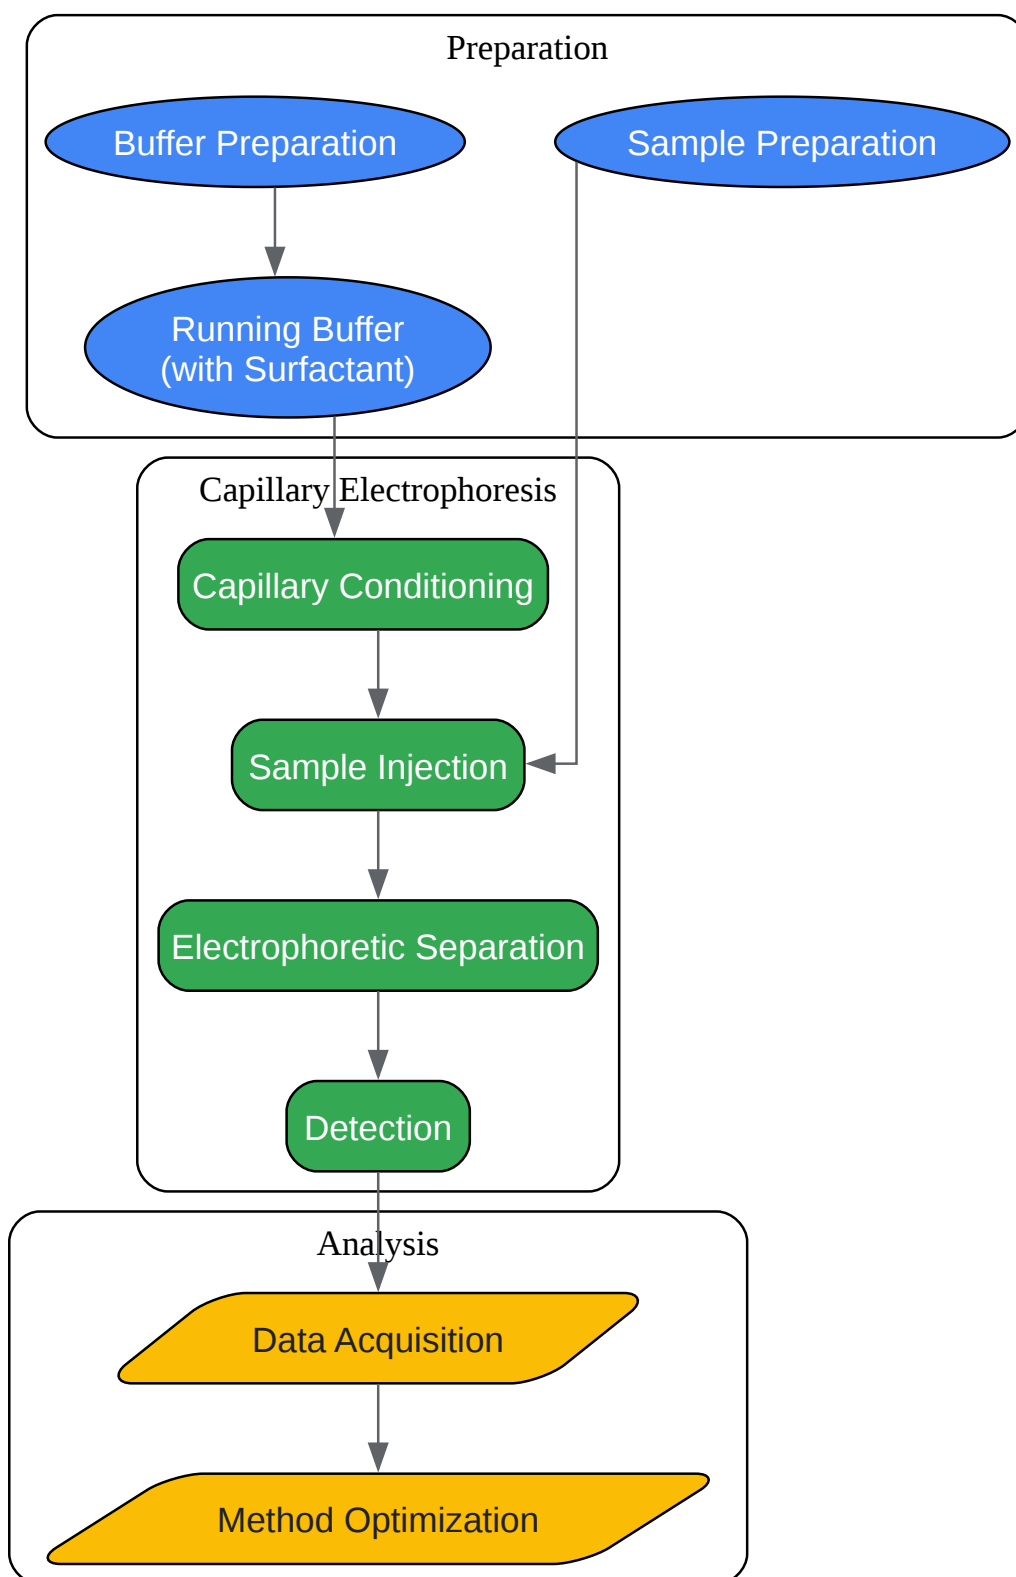 Preparation
Buffer Preparation
Sample Preparation
Running Buffer
(with Surfactant)
Capillary Electrophoresis
Capillary Conditioning
Sample Injection
Electrophoretic Separation
Detection
Analysis
Data Acquisition
Method Optimization